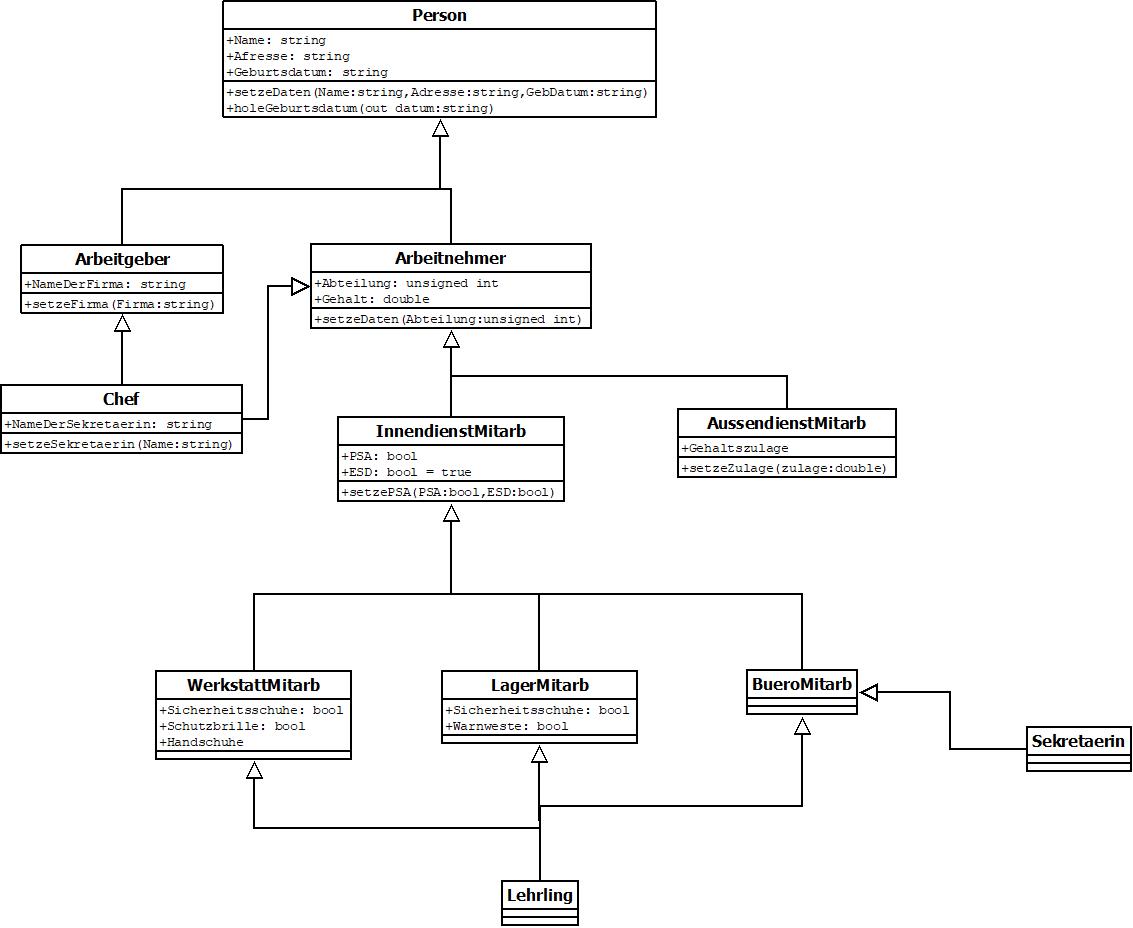 Person
+Name: string
+Afresse: string
+Geburtsdatum: string
+setzeDaten(Name:string,Adresse:string,GebDatum:string)
+holeGeburtsdatum(out datum:string)
Arbeitgeber
+NameDerFirma: string
+setzeFirma(Firma:string)
Arbeitnehmer
+Abteilung: unsigned int
+Gehalt: double
+setzeDaten(Abteilung:unsigned int)
Chef
+NameDerSekretaerin: string
+setzeSekretaerin(Name:string)
InnendienstMitarb
+PSA: bool
+ESD: bool = true
+setzePSA(PSA:bool,ESD:bool)
AussendienstMitarb
+Gehaltszulage
+setzeZulage(zulage:double)
WerkstattMitarb
+Sicherheitsschuhe: bool
+Schutzbrille: bool
+Handschuhe
LagerMitarb
+Sicherheitsschuhe: bool
+Warnweste: bool
BueroMitarb
Sekretaerin
Lehrling